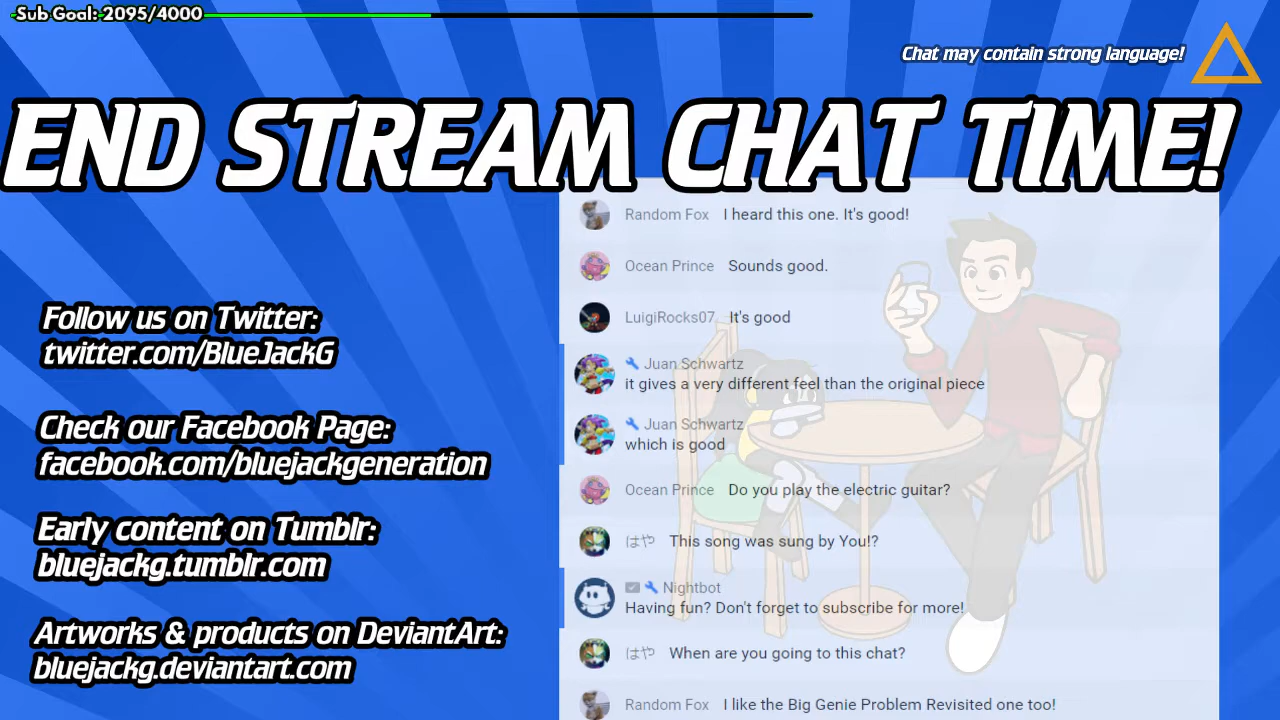 Sub Goal: 2095/4000
Chat may contain strong language!
END STREAM CHAT TIME!
Follow us on Twitter:
twitter.com/BlueJackG
Check our Facebook Page:
facebook.com/bluejackgeneration
Early content on Tumblr:
bluejackg.tumblr.com
Artworks & products on DeviantArt:
bluejackg.deviantart.com
Random Fox I heard this one. It's good!
Ocean Prince Sounds good.
LuigiRocks07 It's good
Juan Schwartz
it gives a very different feel than the original piece
Juan Schwartz
which is good
Ocean Prince Do you play the electric guitar?
はや This song was sung by You!?
Nightbot
Having fun? Don't forget to subscribe for more!
はや When are you going to this chat?
Random Fox I like the Big Genie Problem Revisited one too!